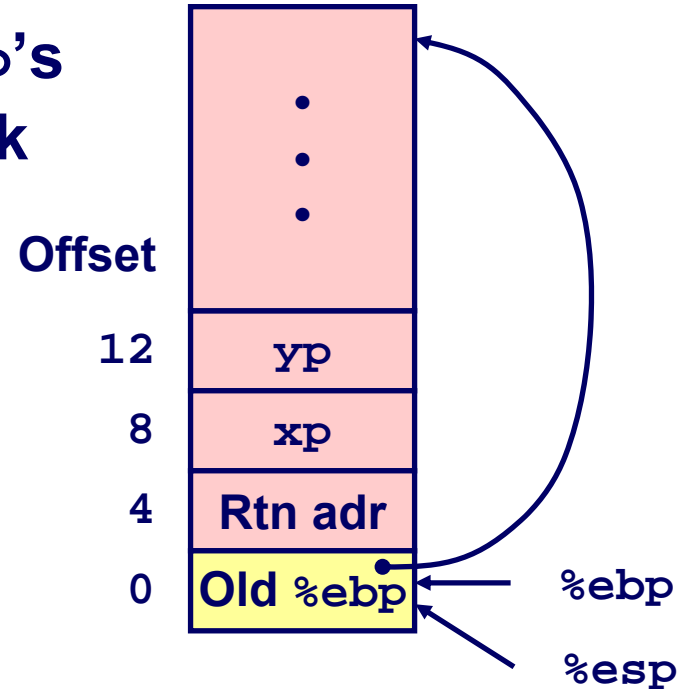 ’s
k
Offset
12 yp
8 xp
4 Rtn adr
0 Old %ebp %ebp
%esp